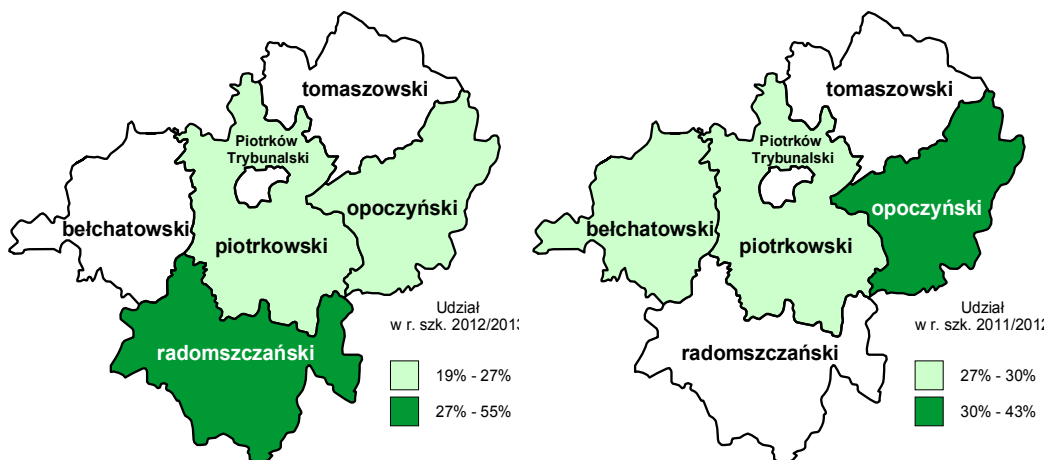 tomaszowski
Piotrków
Trybunalski
opoczyński
bełchatowski
piotrkowski
radomszczański
Udział
w r. szk. 2012/2013
19% - 27%
27% - 55%
tomaszowski
Piotrków
Trybunalski
opoczyński
bełchatowski
piotrkowski
radomszczański
Udział
w r. szk. 2011/2012
27% - 30%
30% - 43%